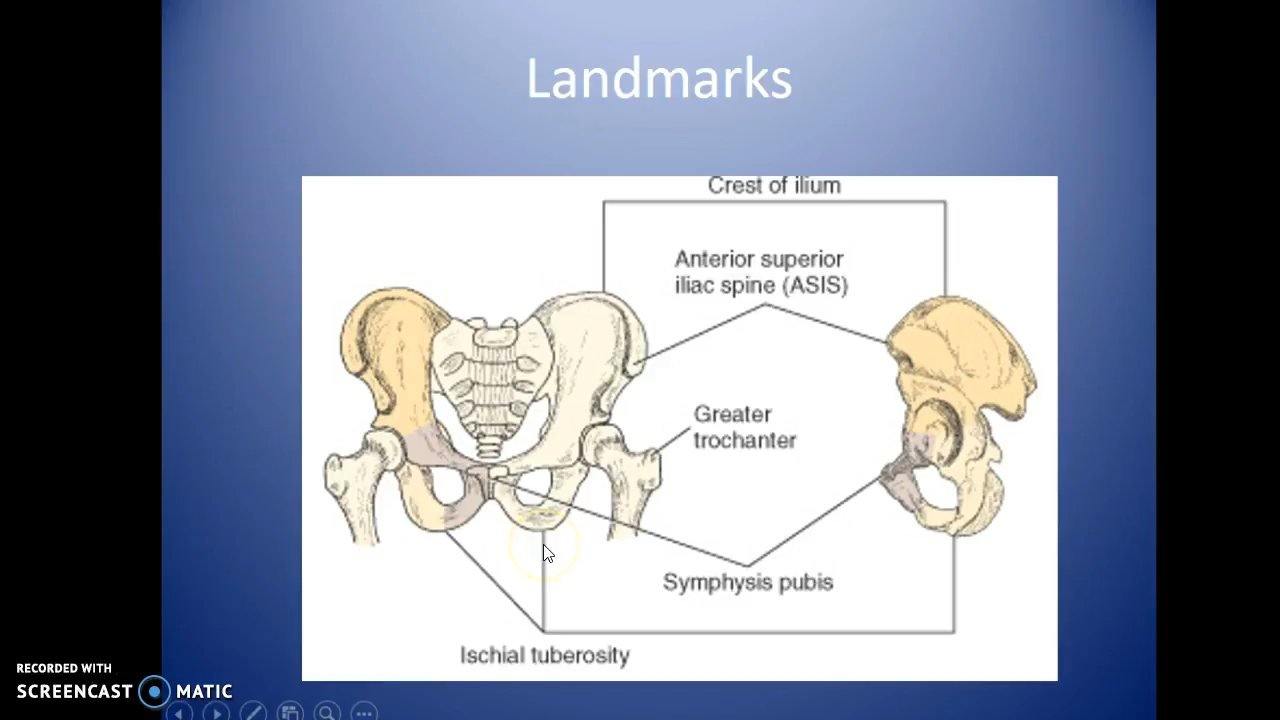 Landmarks
Crest of ilium
Anterior superior
iliac spine (ASIS)
Greater
trochanter
Symphysis pubis
Ischial tuberosity
RECORDED WITH
SCREENCAST MATIC